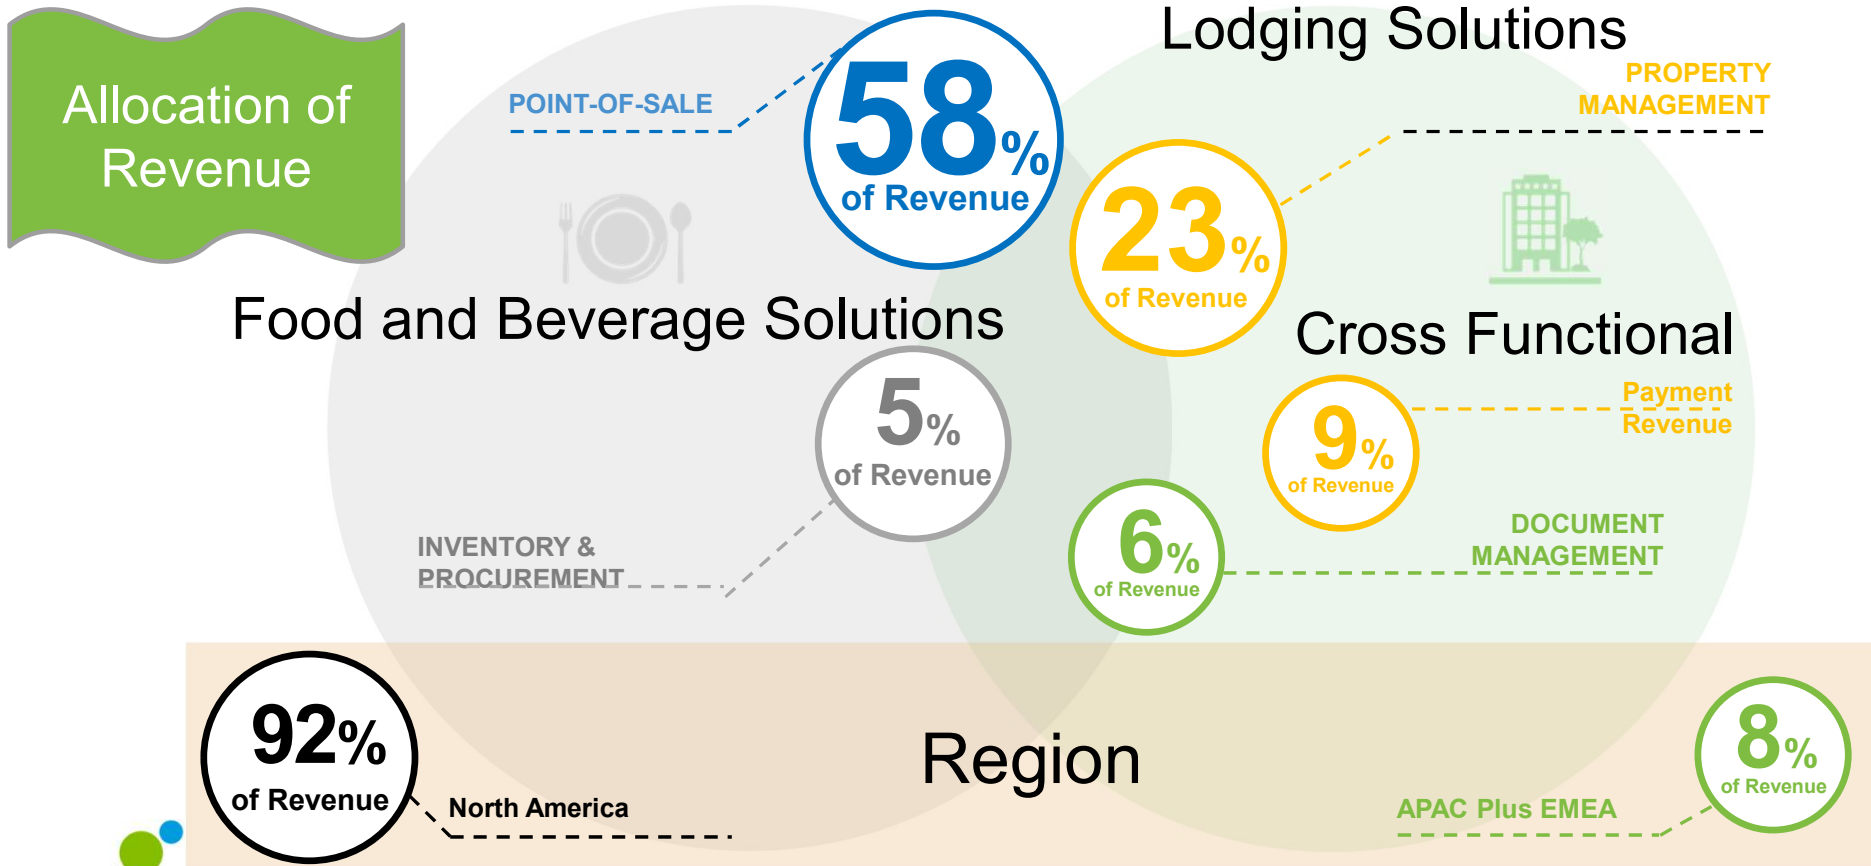 Allocation of
Revenue
POINT-OF-SALE
58%
of Revenue
Lodging Solutions
PROPERTY
MANAGEMENT
23%
of Revenue
Food and Beverage Solutions
5%
of Revenue
INVENTORY &
PROCUREMENT
Cross Functional
Payment
Revenue
9%
of Revenue
DOCUMENT
MANAGEMENT
6%
of Revenue
Region
92%
of Revenue
North America
8%
of Revenue
APAC Plus EMEA